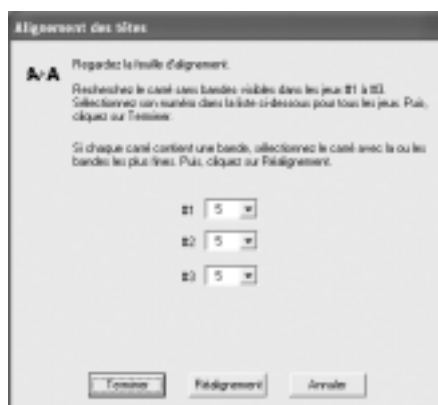 Alignement des têtes
A›A
Regardez la feuille d'alignement.
Recherchez le carré sans bandes visibles dans les jeux #1 à #3.
Sélectionnez son numéro dans la liste ci-dessous pour tous les jeux. Puis,
cliquez sur Terminer.
Si chaque carré contient une bande, sélectionnez le carré avec la ou les
bandes les plus fines. Puis, cliquez sur Réalignement.
#1 5
#2 5
#3 5
Terminer Réalignement Annuler